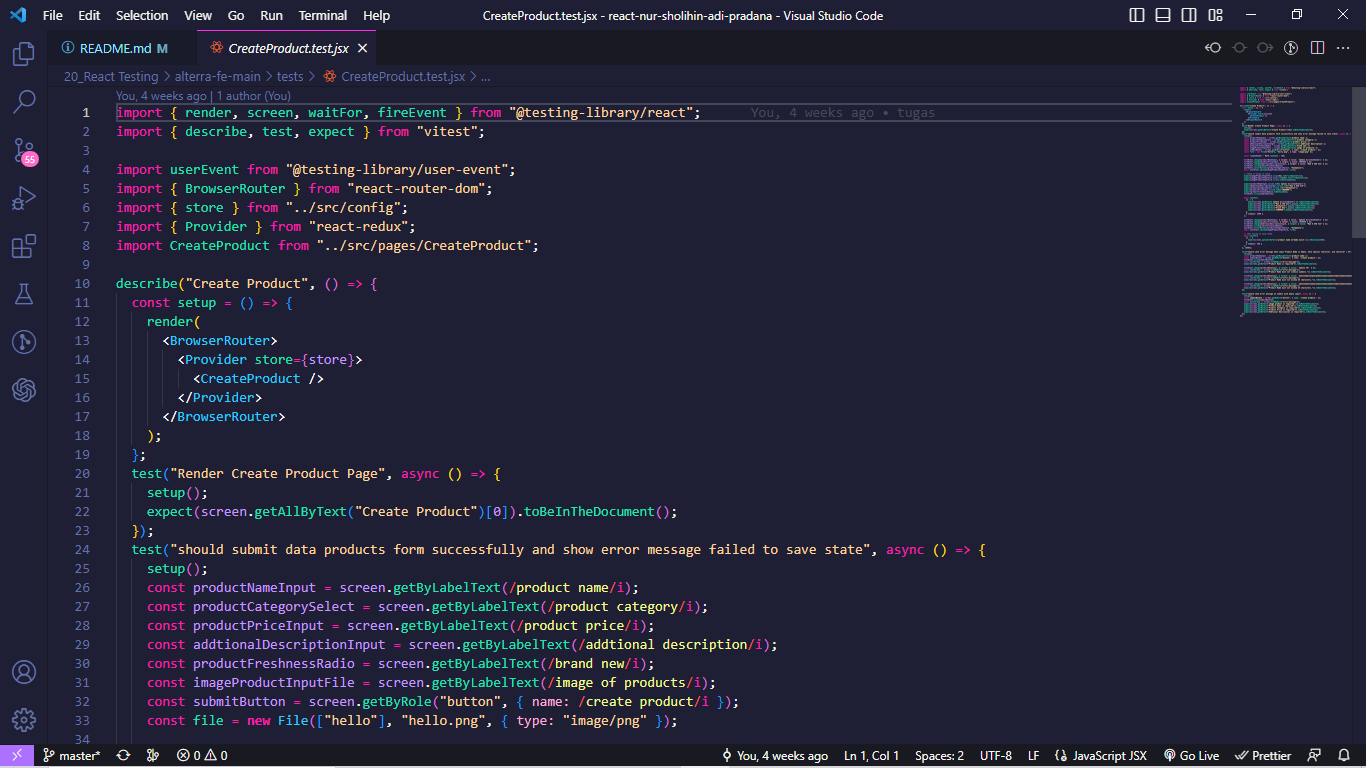 File Edit Selection View Go Run Terminal Help CreateProduct.test.jsx - react-nur-sholihin-adi-pradana - Visual Studio Code
README.md M CreateProduct.test.jsx
20_React Testing > alterra-fe-main > tests > CreateProduct.test.jsx > ...
You, 4 weeks ago | 1 author (You)
1 import { render, screen, waitFor, fireEvent } from "@testing-library/react"; You, 4 weeks ago • tugas
2 import { describe, test, expect } from "vitest";
3
4 import userEvent from "@testing-library/user-event";
5 import { BrowserRouter } from "react-router-dom";
6 import { store } from "../src/config";
7 import { Provider } from "react-redux";
8 import CreateProduct from "../src/pages/CreateProduct";
9
10 describe("Create Product", () => {
11 const setup = () => {
12 render(
13 <BrowserRouter>
14 <Provider store={store}>
15 <CreateProduct />
16 </Provider>
17 </BrowserRouter>
18 );
19 };
20 test("Render Create Product Page", async () => {
21 setup();
22 expect(screen.getAllByText("Create Product")[0]).toBeInTheDocument();
23 });
24 test("should submit data products form successfully and show error message failed to save state", async () => {
25 setup();
26 const productNameInput = screen.getByLabelText(/product name/i);
27 const productCategorySelect = screen.getByLabelText(/product category/i);
28 const productPriceInput = screen.getByLabelText(/product price/i);
29 const addtionalDescriptionInput = screen.getByLabelText(/addtional description/i);
30 const productFreshnessRadio = screen.getByLabelText(/brand new/i);
31 const imageProductInputFile = screen.getByLabelText(/image of products/i);
32 const submitButton = screen.getByRole("button", { name: /create product/i });
33 const file = new File(["hello"], "hello.png", { type: "image/png" });
34
55
master* 0 0 You, 4 weeks ago Ln 1, Col 1 Spaces: 2 UTF-8 LF JavaScript JSX Go Live Prettier